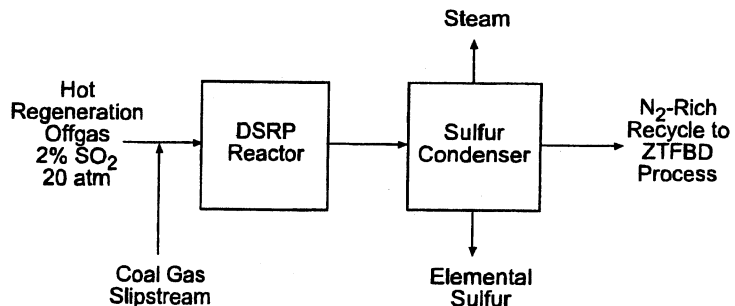 Steam
Hot
Regeneration
Offgas
2% SO₂
20 atm
DSRP
Reactor
Sulfur
Condenser
N₂-Rich
Recycle to
ZTFBD
Process
Coal Gas
Slipstream
Elemental
Sulfur